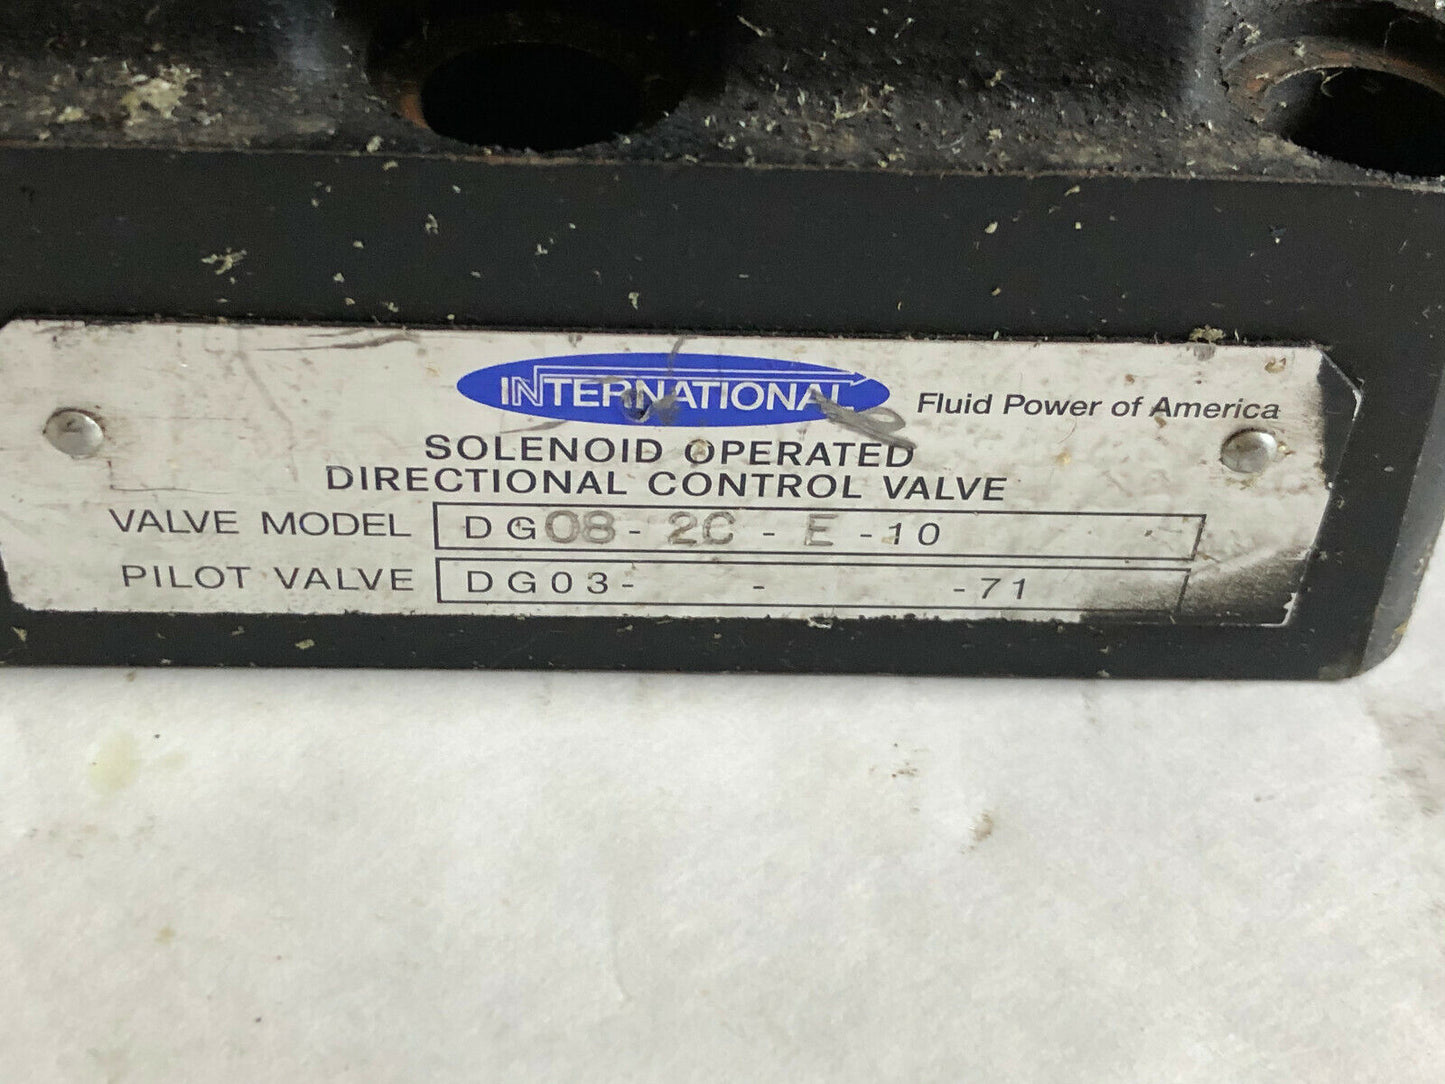 INTERNATIONAL Fluid Power of America
SOLENOID OPERATED
DIRECTIONAL CONTROL VALVE
VALVE MODEL DG08-2C-E-10
PILOT VALVE DG03- - -71